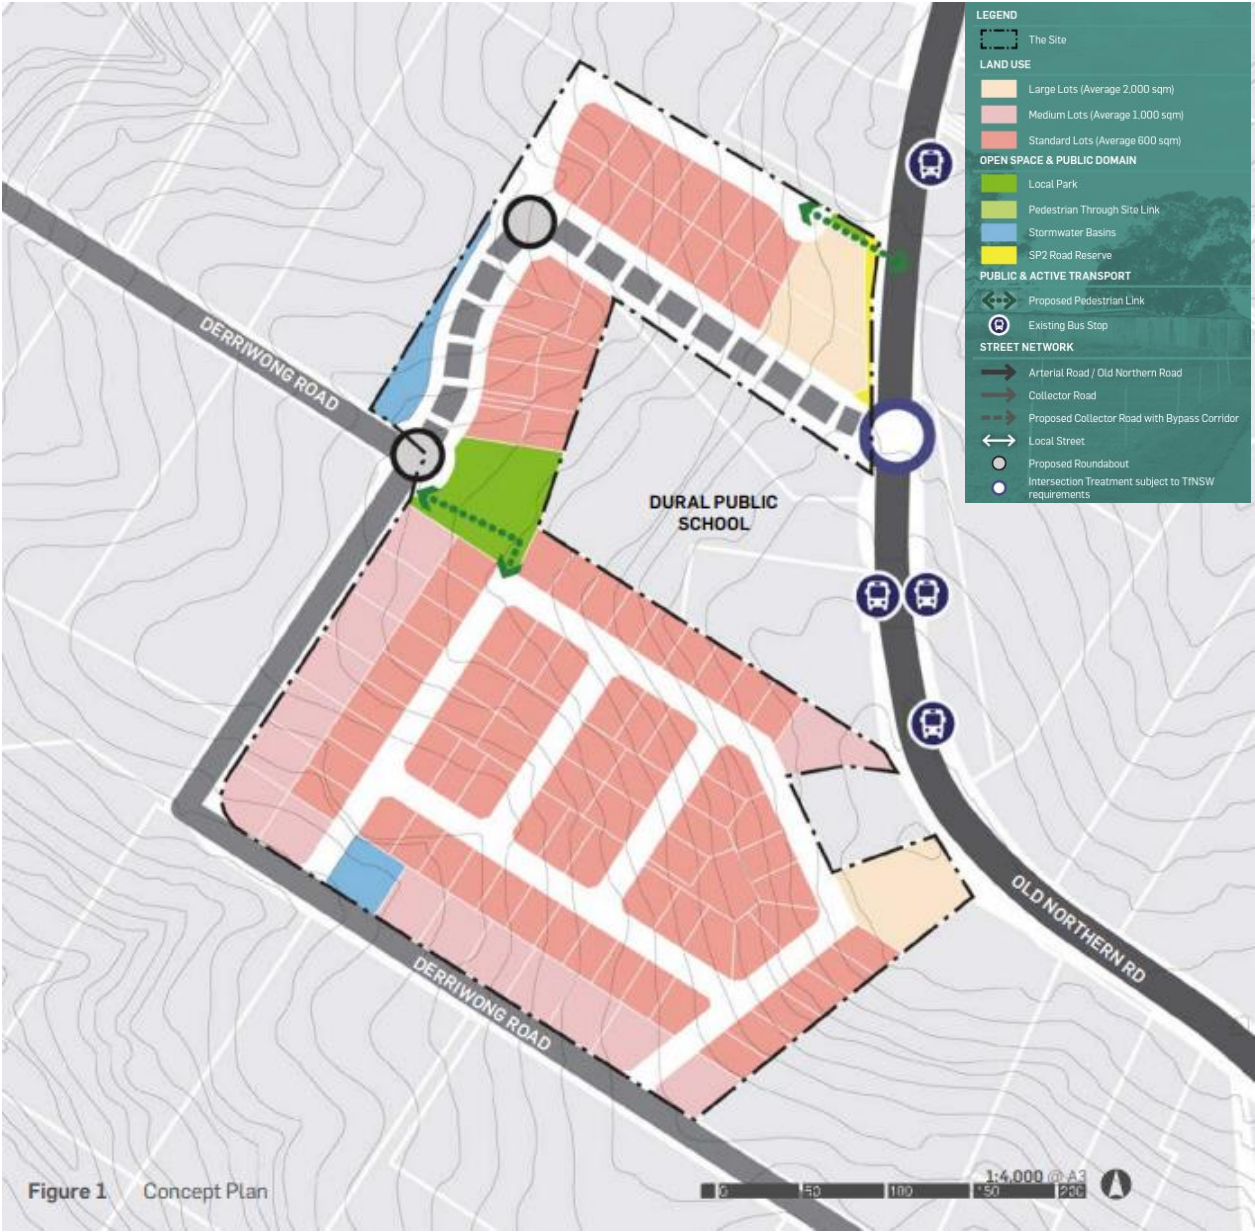 LEGEND
The Site
LAND USE
Large Lots (Average 2,000 sqm)
Medium Lots (Average 1,000 sqm)
Standard Lots (Average 600 sqm)
OPEN SPACE & PUBLIC DOMAIN
Local Park
Pedestrian Through Site Link
Stormwater Basins
SP2 Road Reserve
PUBLIC & ACTIVE TRANSPORT
Proposed Pedestrian Link
Existing Bus Stop
STREET NETWORK
Arterial Road / Old Northern Road
Collector Road
Proposed Collector Road with Bypass Corridor
Local Street
Proposed Roundabout
Intersection Treatment subject to TfNSW
requirements
DERRIWONG ROAD
DURAL PUBLIC
SCHOOL
OLD NORTHERN RD
DERRIWONG ROAD
Figure 1 Concept Plan
1:4,000 @ A3
0 50 100 150 200